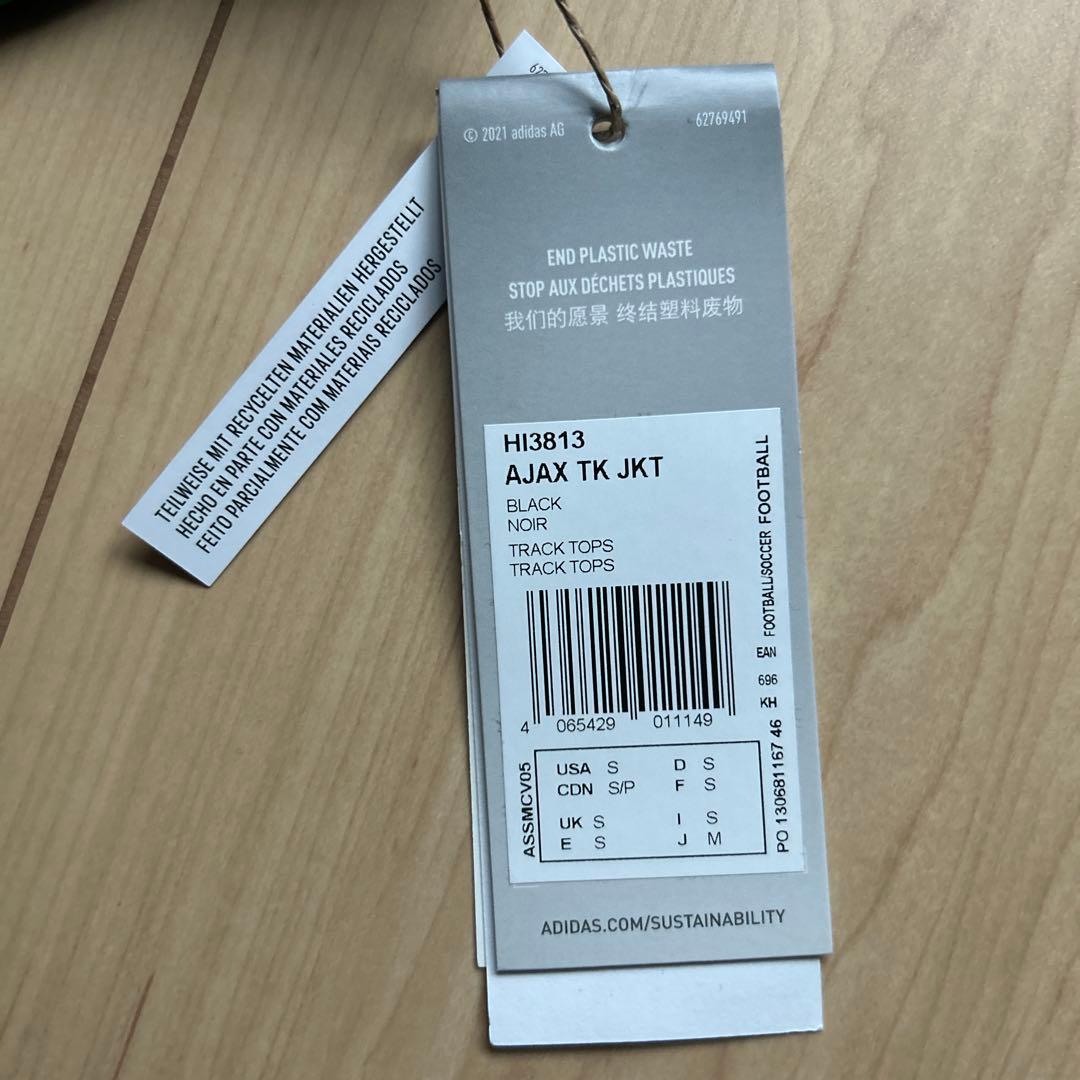 © 2021 adidas AG
62769491
END PLASTIC WASTE
STOP AUX DÉCHETS PLASTIQUES
我们的愿景 终结塑料废物
TEILWEISE MIT RECYCELTEN MATERIALIEN HERGESTELLT
HECHO EN PARTE CON MATERIALES RECICLADOS
FEITO PARCIALMENTE COM MATERIAIS RECICLADOS
HI3813
AJAX TK JKT
BLACK
NOIR
TRACK TOPS
TRACK TOPS
4 065429 011149
FOOTBALL/SOCCER FOOTBALL
EAN
696
KH
PO 130681167 46
ASSMCV05
USA S D S
CDN S/P F S
UK S I S
E S J M
ADIDAS.COM/SUSTAINABILITY